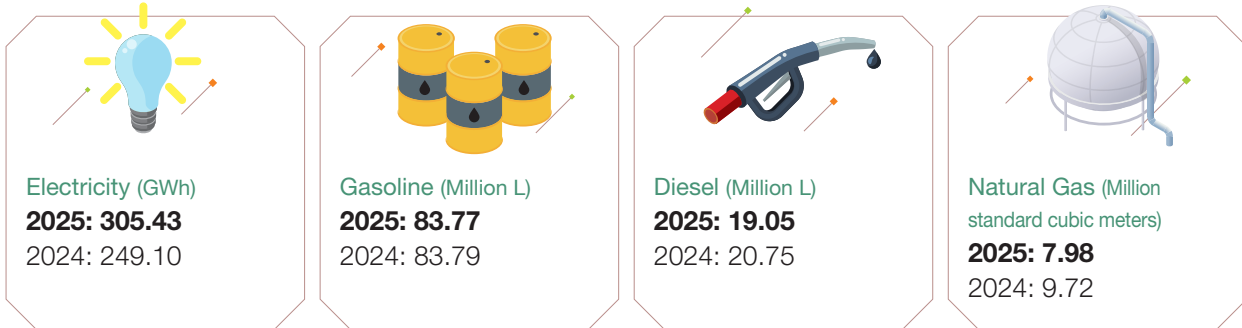 Electricity (GWh)
2025: 305.43
2024: 249.10
Gasoline (Million L)
2025: 83.77
2024: 83.79
Diesel (Million L)
2025: 19.05
2024: 20.75
Natural Gas (Million
standard cubic meters)
2025: 7.98
2024: 9.72